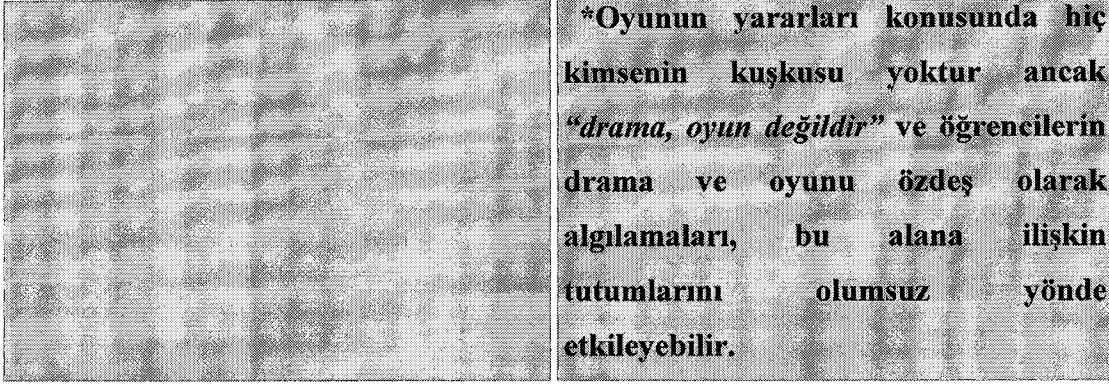 *Oyunun yararları konusunda hiç
kimsenin kuşkusu yoktur ancak
“drama, oyun değildir” ve öğrencilerin
drama ve oyunu özdeş olarak
algılamaları, bu alana ilişkin
tutumlarını olumsuz yönde
etkileyebilir.